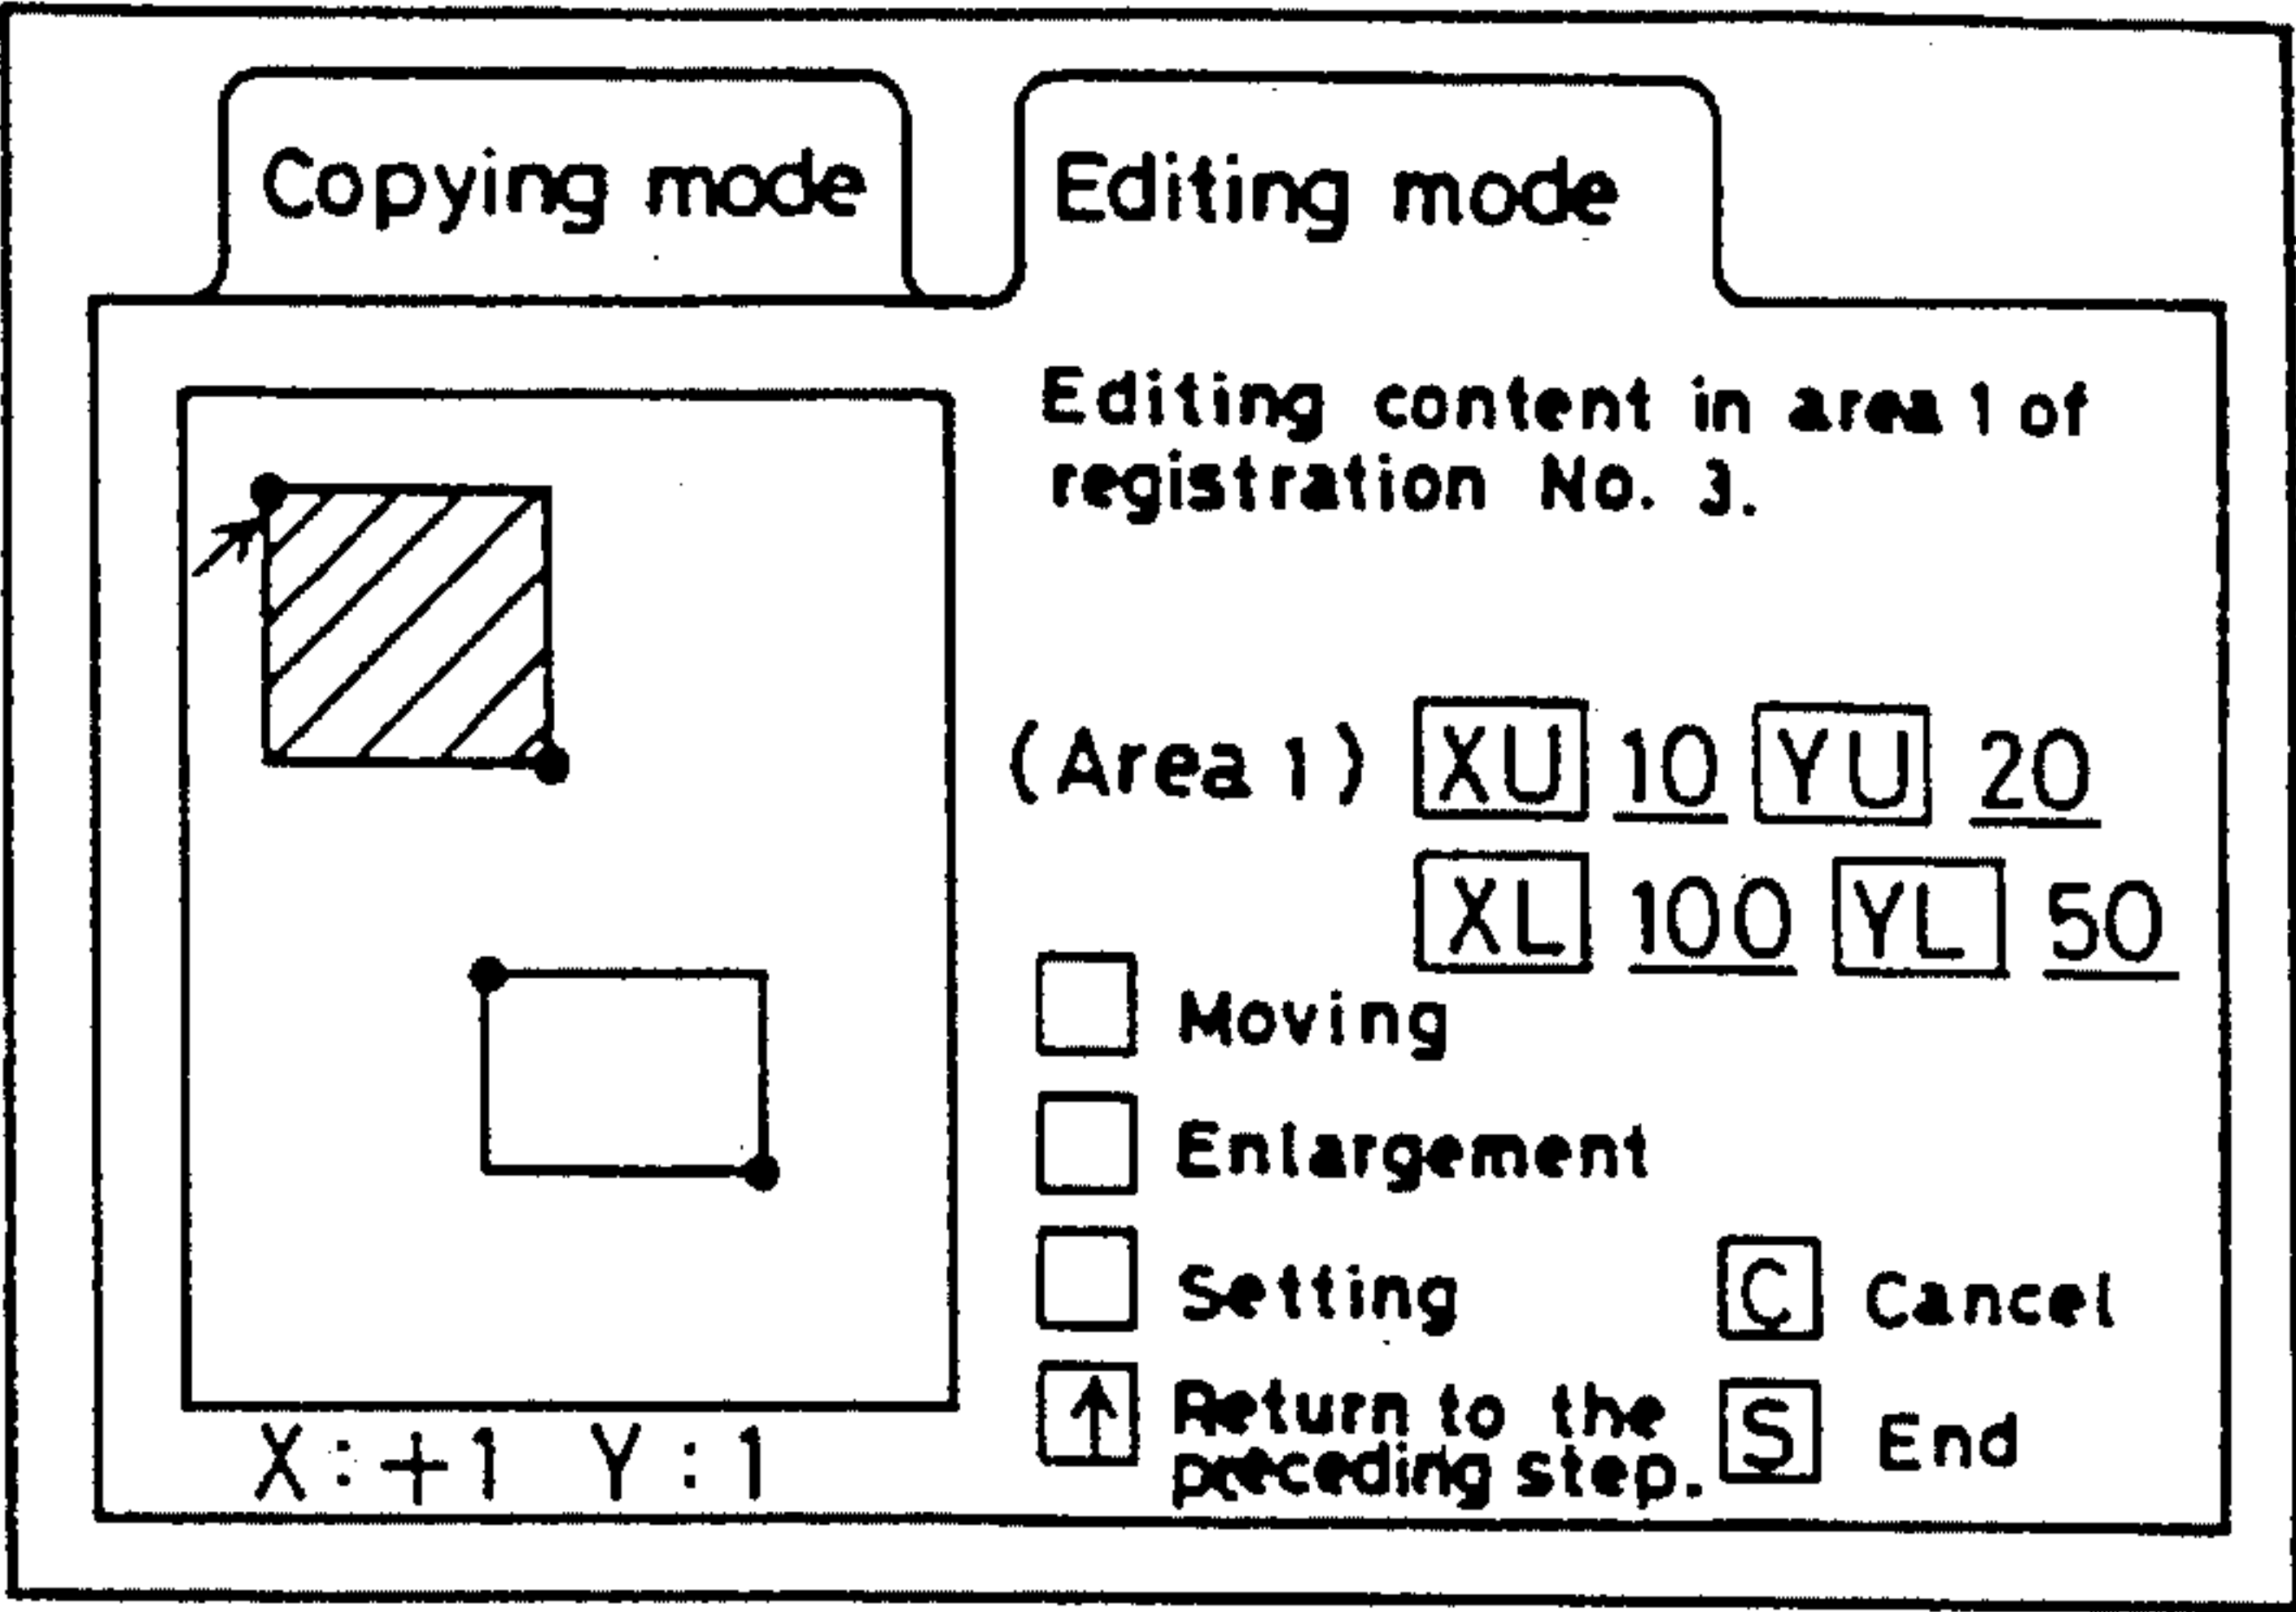 Copying mode
Editing mode
Editing content in area 1 of
registration No. 3.
(Area 1) XU 10 YU 20
XL 100 YL 50
Moving
Enlargement
Setting
C Cancel
↑ Return to the
preceding step.
S End
X:+1 Y:1